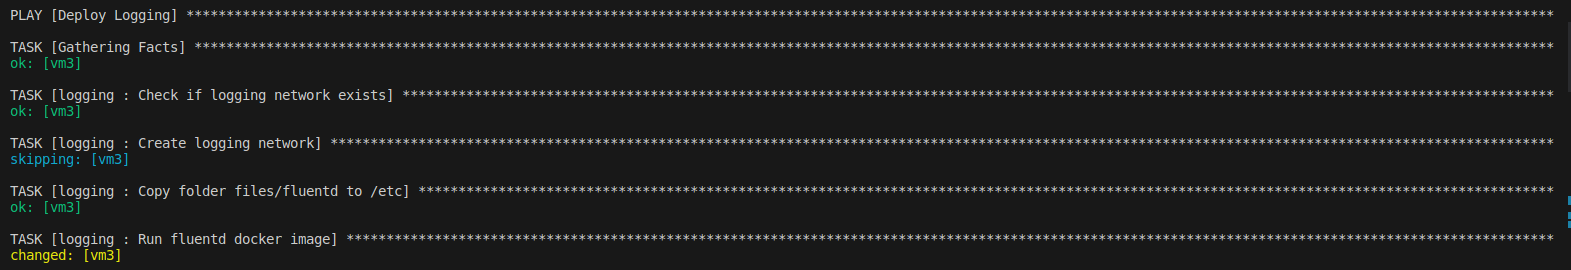 PLAY [Deploy Logging] ***************************************************************************************************************************************************************************
TASK [Gathering Facts] **************************************************************************************************************************************************************************
ok: [vm3]
TASK [logging : Check if logging network exists] ************************************************************************************************************************************************
ok: [vm3]
TASK [logging : Create logging network] *********************************************************************************************************************************************************
skipping: [vm3]
TASK [logging : Copy folder files/fluentd to /etc] **********************************************************************************************************************************************
ok: [vm3]
TASK [logging : Run fluentd docker image] *******************************************************************************************************************************************************
changed: [vm3]